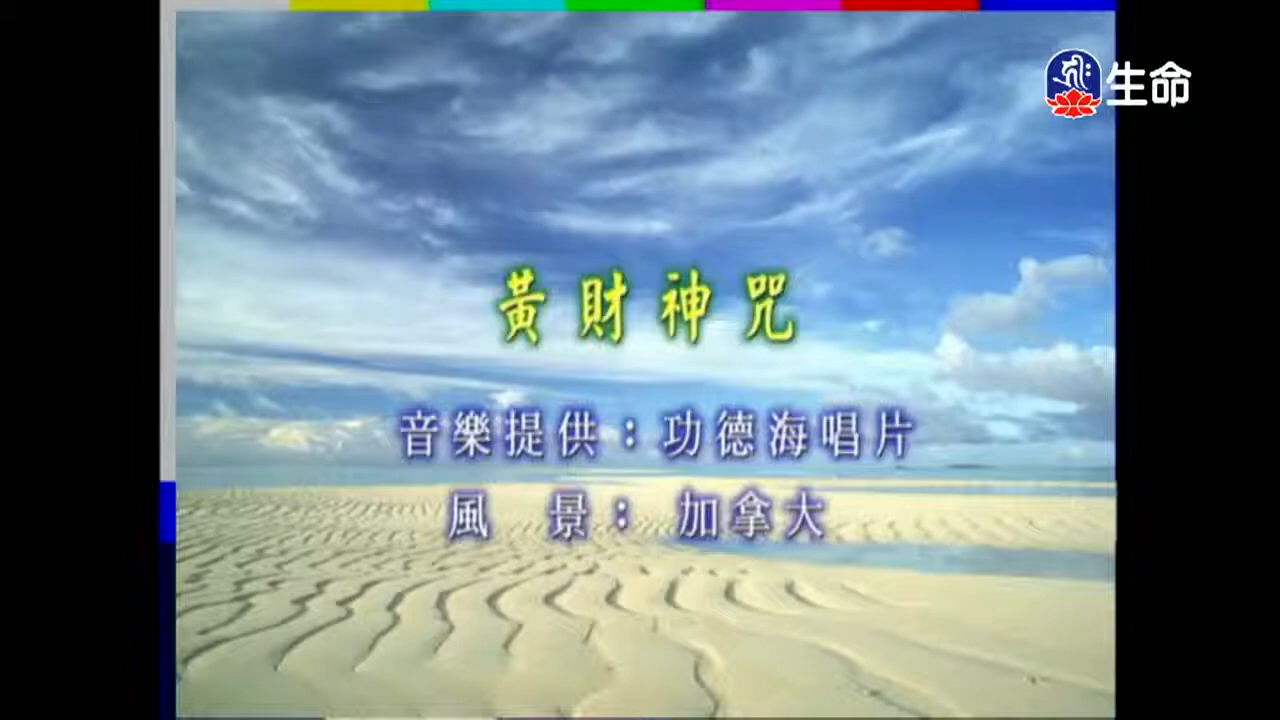 生命
黃財神咒
音樂提供：功德海唱片
風 景： 加拿大